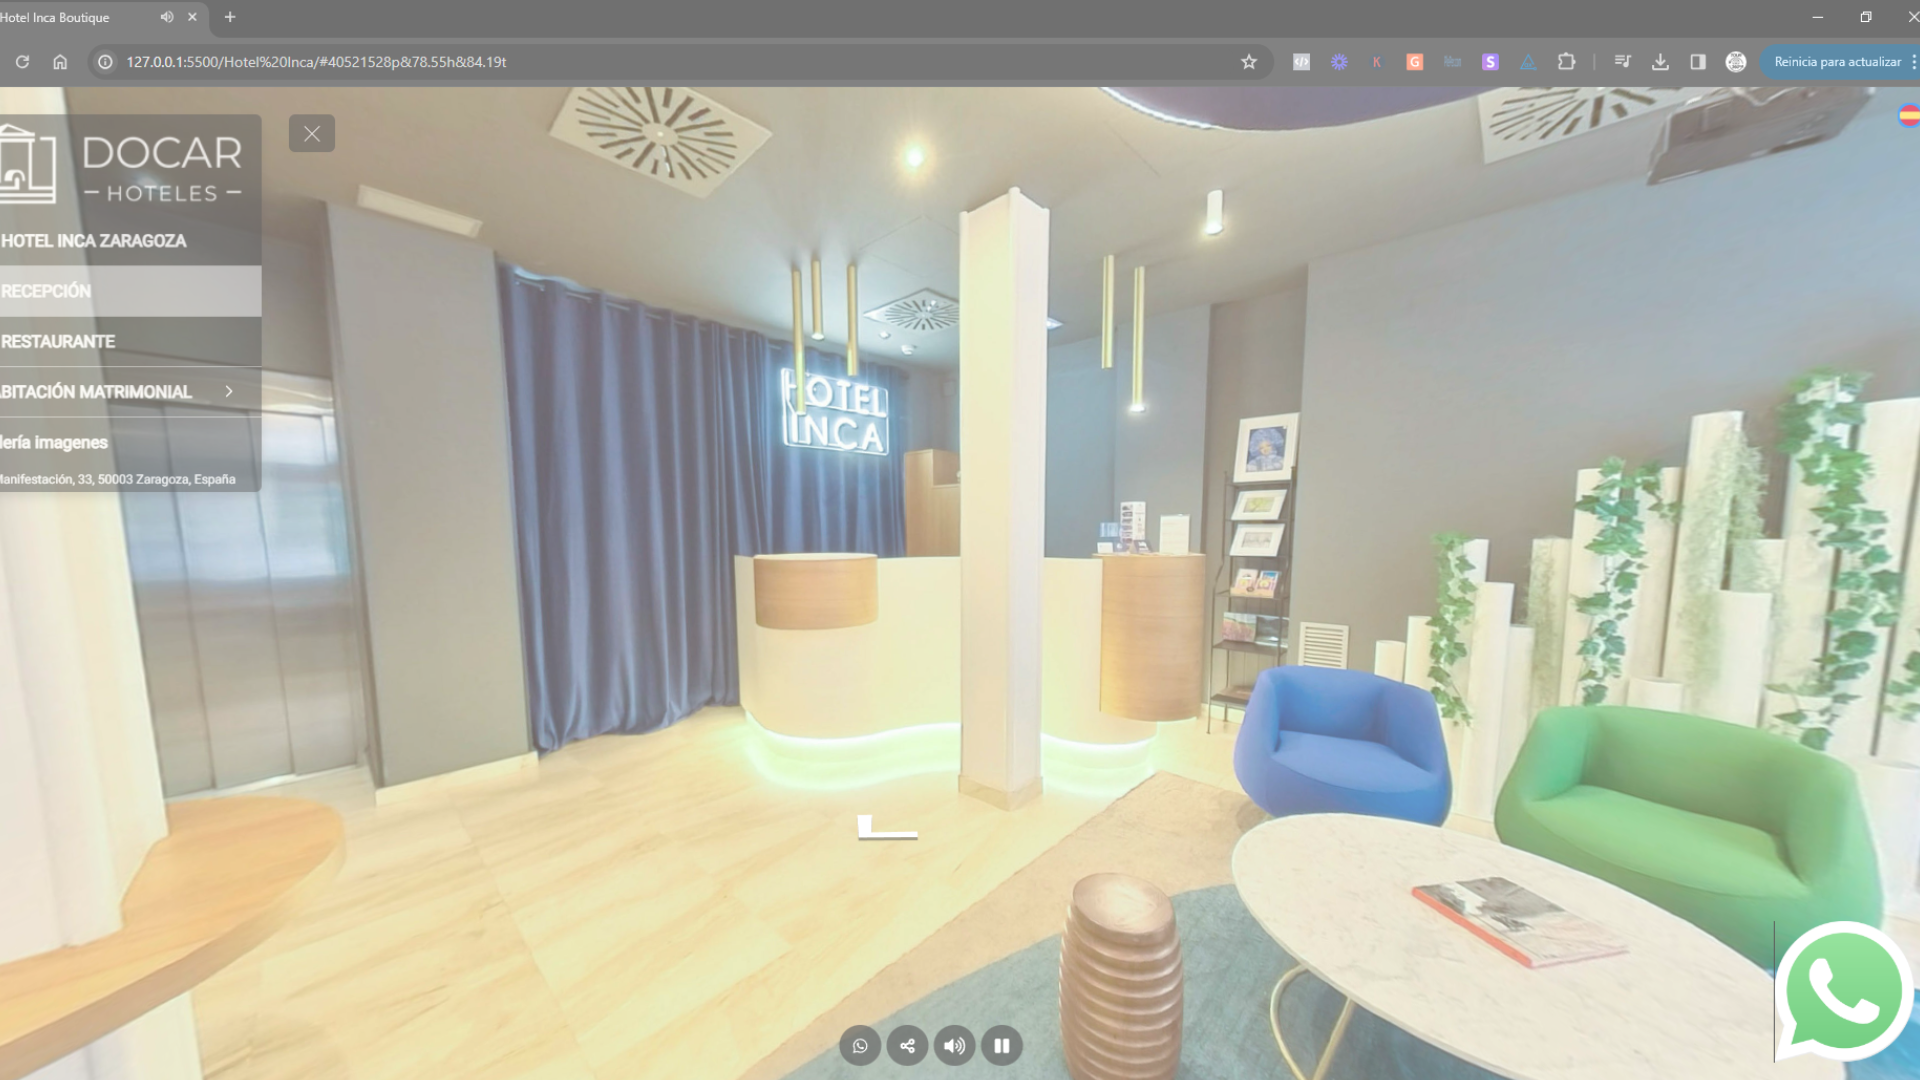 Hotel Inca Boutique
127.0.0.1:5500/Hotel%20Inca/#40521528p&78.55h&84.19t
K
G
S
Reinicia para actualizar
DOCAR
HOTELES
HOTEL INCA ZARAGOZA
RECEPCIÓN
RESTAURANTE
BITACIÓN MATRIMONIAL
lería imagenes
Manifestación, 33, 50003 Zaragoza, España
HOTEL
INCA